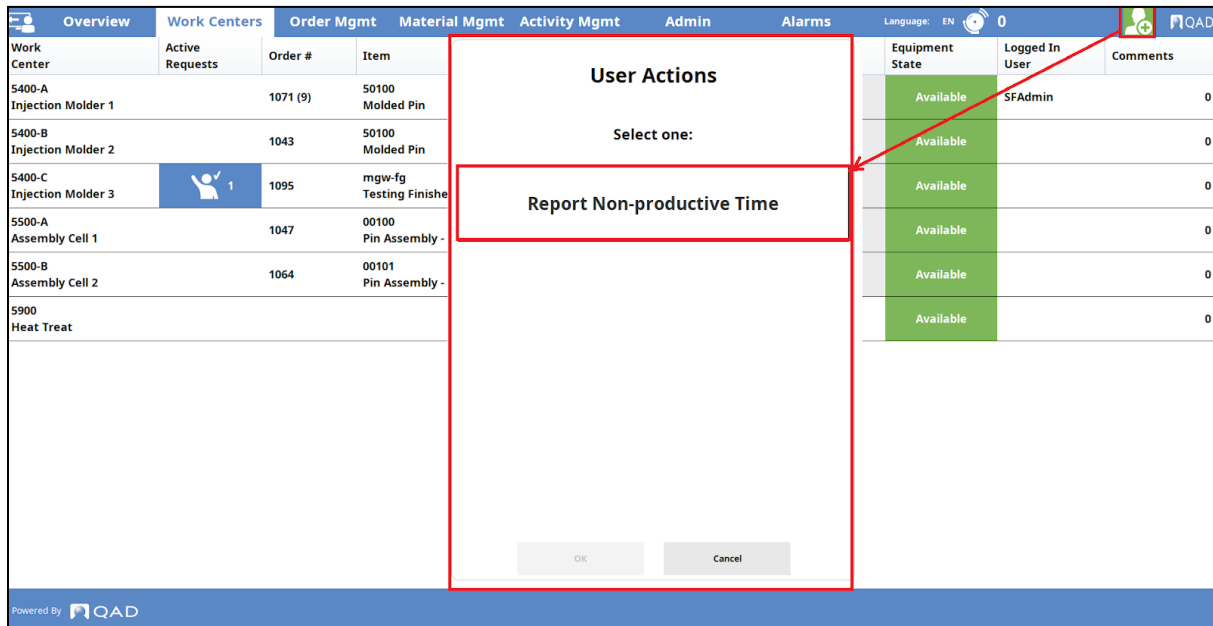 Overview Work Centers Order Mgmt Material Mgmt Activity Mgmt Admin Alarms Language: EN 0 QAD
Work Center Active Requests Order # Item Equipment State Logged In User Comments
5400-A 1071 (9) 50100 Available SFAdmin 0
Injection Molder 1 Molded Pin
5400-B 1043 50100 Available 0
Injection Molder 2 Molded Pin
5400-C 1 1095 mgw-fg Available 0
Injection Molder 3 Testing Finishe
5500-A 1047 00100 Available 0
Assembly Cell 1 Pin Assembly -
5500-B 1064 00101 Available 0
Assembly Cell 2 Pin Assembly -
5900 Available 0
Heat Treat
User Actions
Select one:
Report Non-productive Time
OK Cancel
Powered By QAD